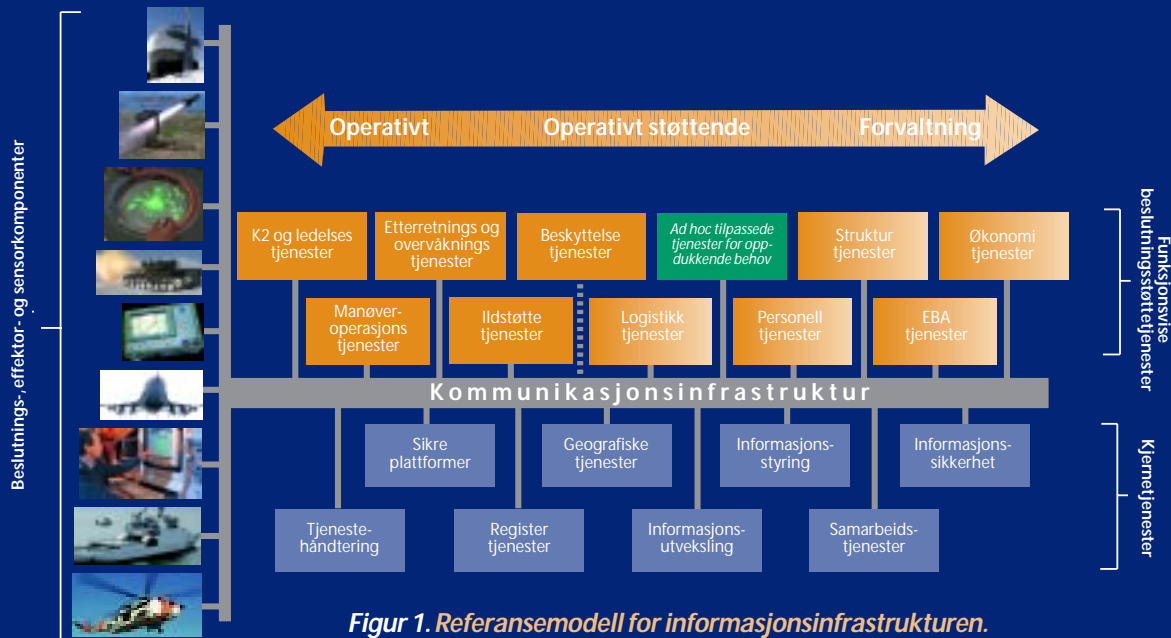 Beslutnings-, effektor- og sensorkomponenter
Operativt
Operativt støttende
Forvaltning
K2 og ledelses
tjenester
Etterretnings og
overvåknings
tjenester
Beskyttelse
tjenester
Ad hoc tilpassede
tjenester for opp-
dukkende behov
Struktur
tjenester
Økonomi
tjenester
Manøver-
operasjons
tjenester
Ildstøtte
tjenester
Logistikk
tjenester
Personell
tjenester
EBA
tjenester
Funksjonsvise
beslutningsstøttetjenester
Kommunikasjonsinfrastruktur
Sikre
plattformer
Geografiske
tjenester
Informasjons-
styring
Informasjons-
sikkerhet
Tjeneste-
håndtering
Register
tjenester
Informasjons-
utveksling
Samarbeids-
tjenester
Kjernetjenester
Figur 1. Referansemodell for informasjonsinfrastrukturen.